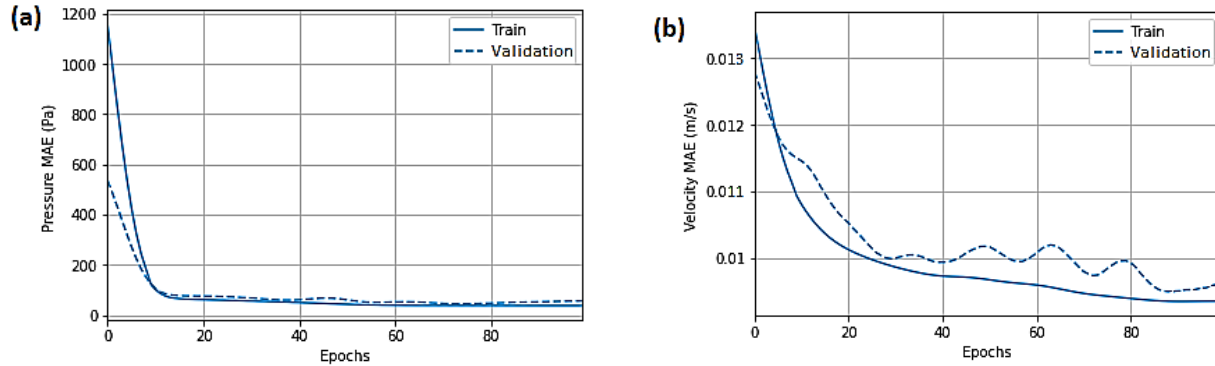 (a)
1200
1000
800
600
400
200
0
Pressure MAE (Pa)
0 20 40 60 80
Epochs
Train
Validation
(b)
0.013
0.012
0.011
0.01
Velocity MAE (m/s)
0 20 40 60 80
Epochs
Train
Validation